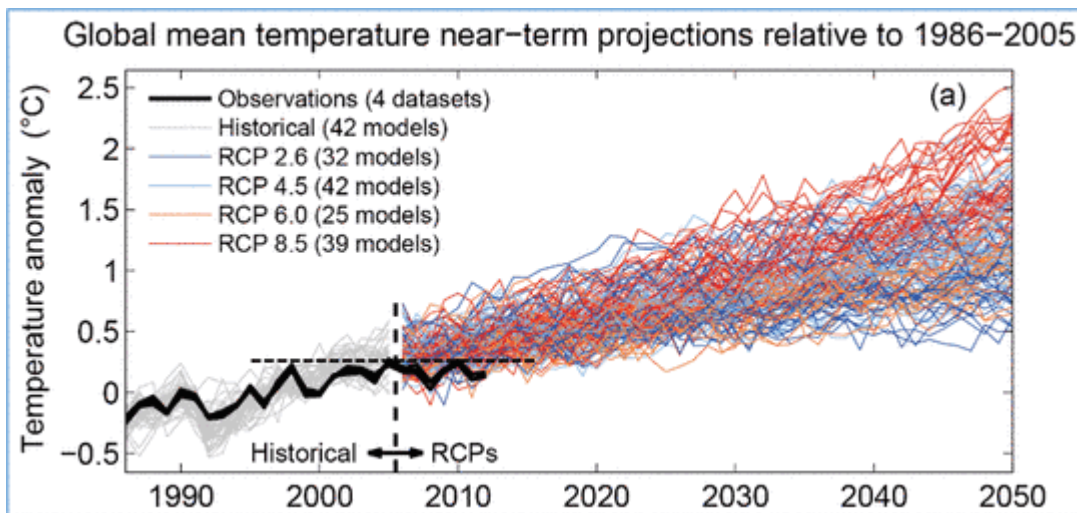 Global mean temperature near-term projections relative to 1986-2005
(a)
Temperature anomaly (°C)
2.5
2
1.5
1
0.5
0
-0.5
Observations (4 datasets)
Historical (42 models)
RCP 2.6 (32 models)
RCP 4.5 (42 models)
RCP 6.0 (25 models)
RCP 8.5 (39 models)
Historical RCPs
1990 2000 2010 2020 2030 2040 2050